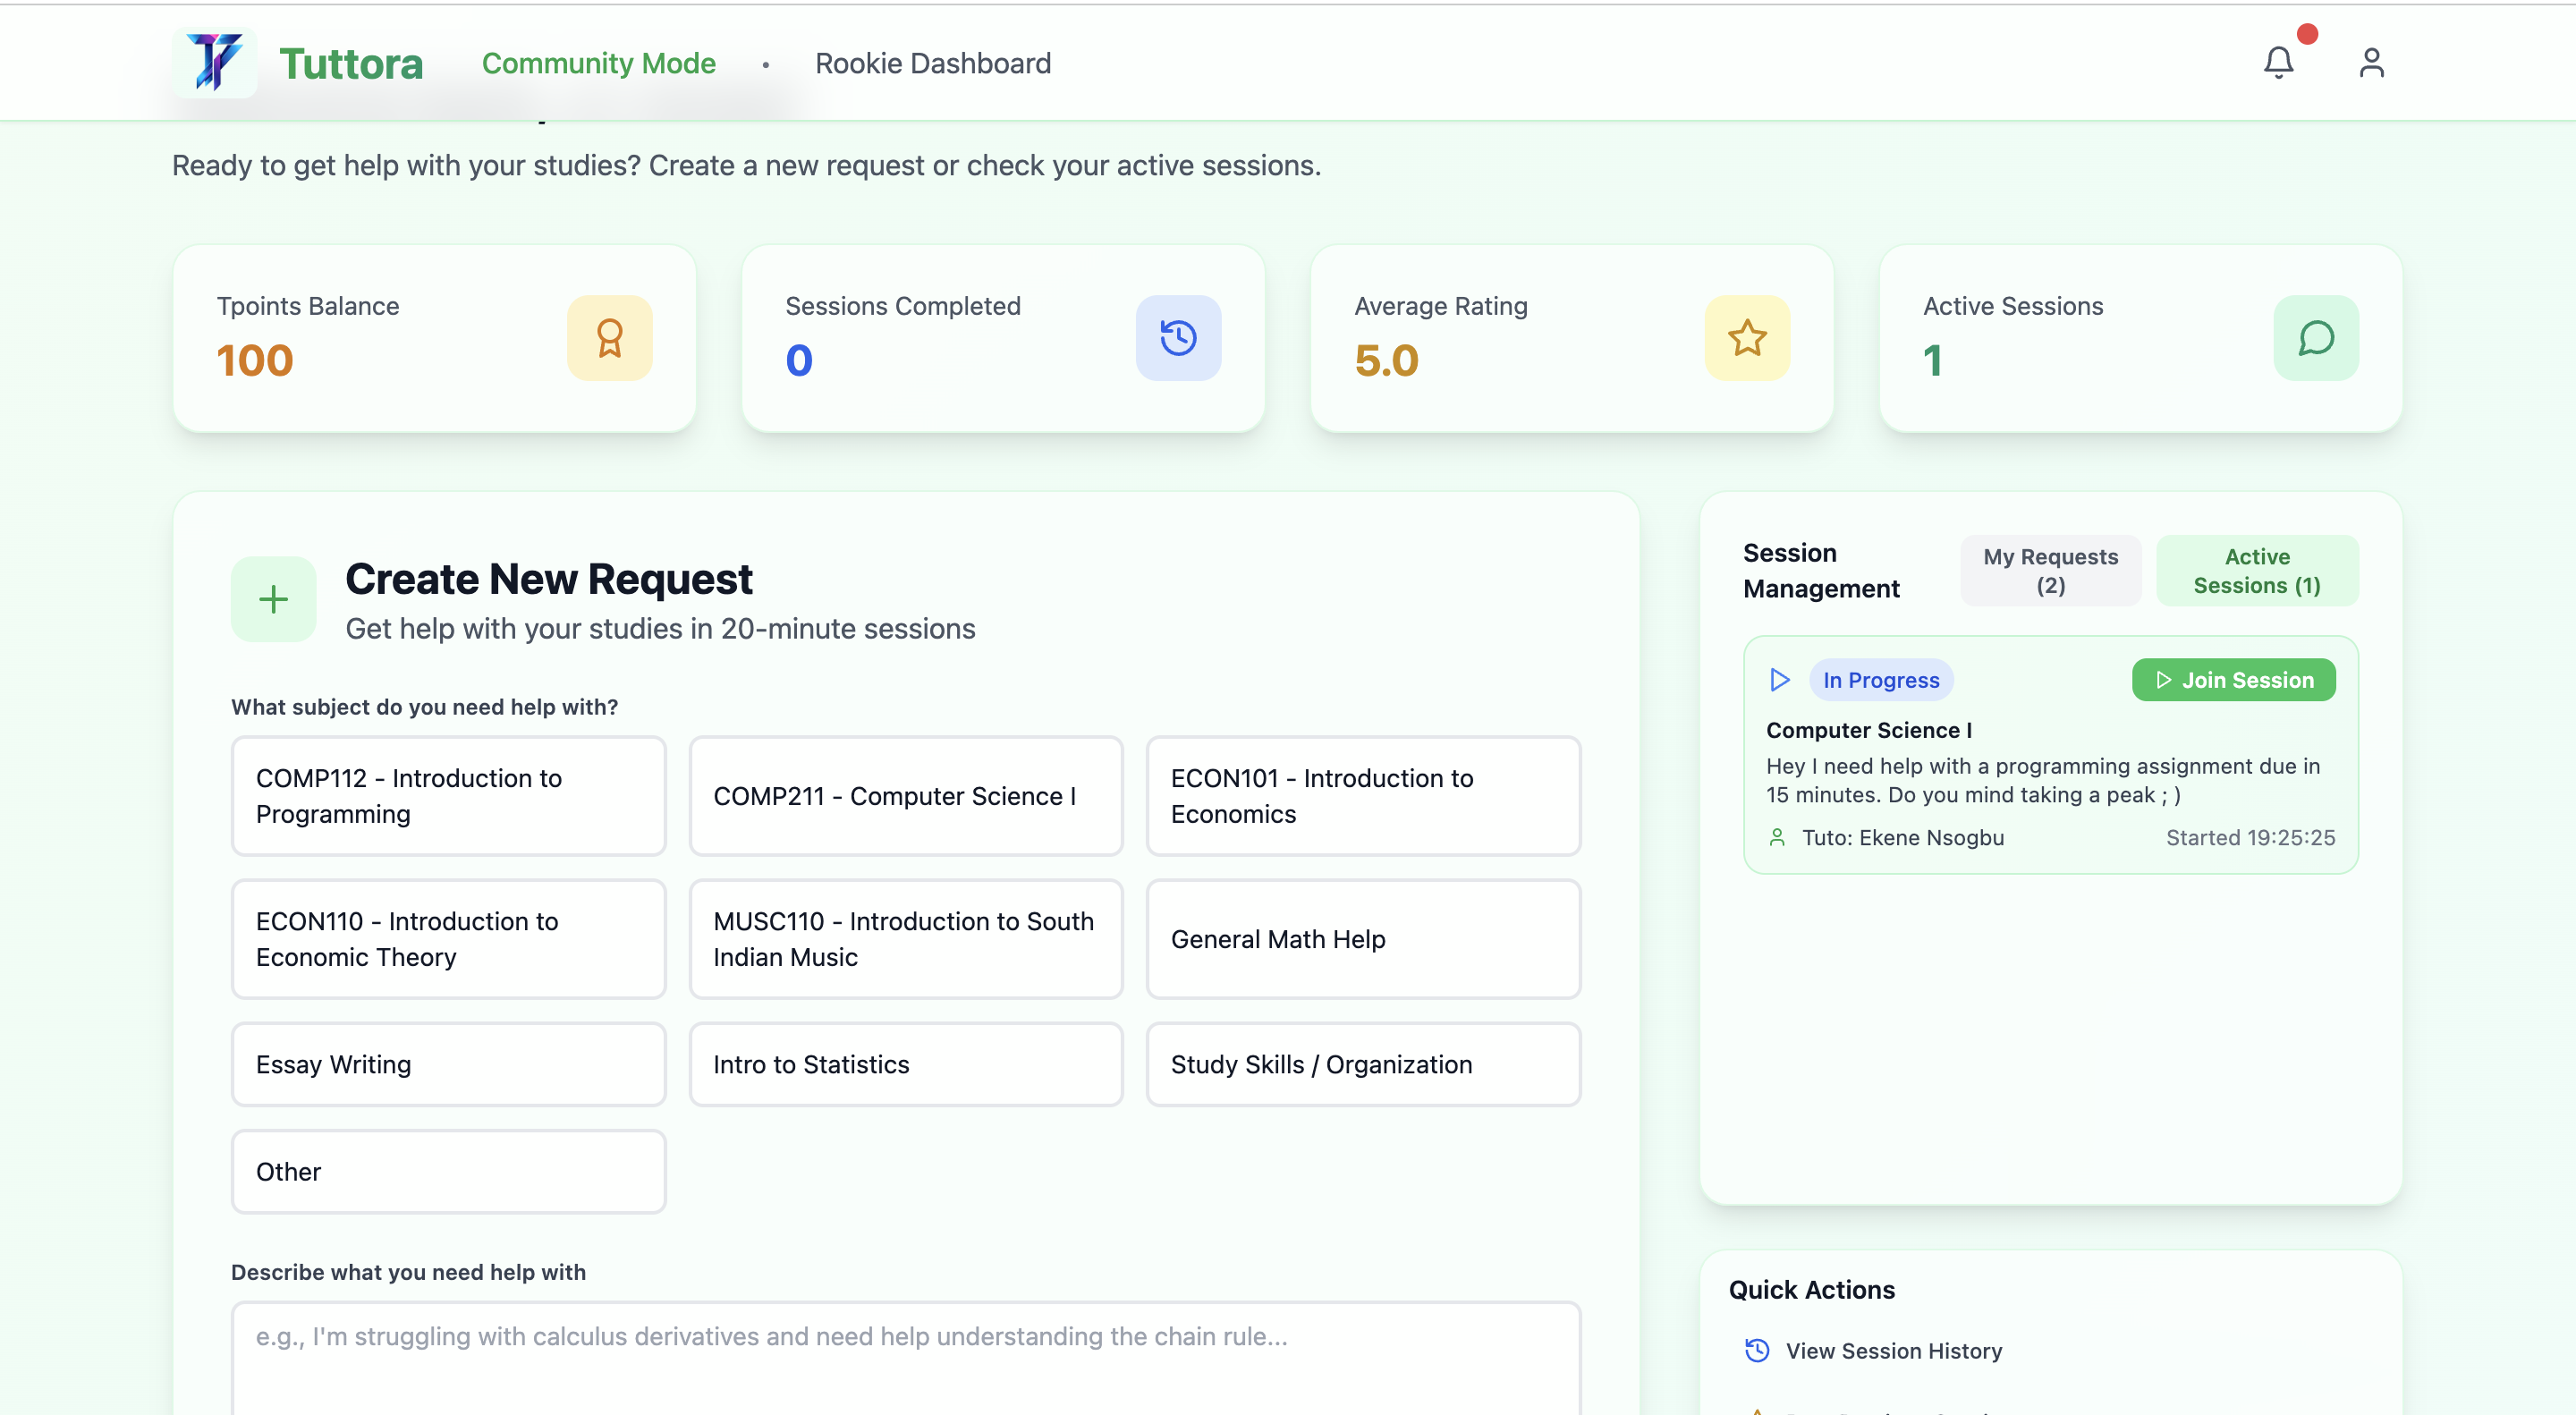 Tuttora
Community Mode
•
Rookie Dashboard
Ready to get help with your studies? Create a new request or check your active sessions.
Tpoints Balance
100
Sessions Completed
0
Average Rating
5.0
Active Sessions
1
Create New Request
Get help with your studies in 20-minute sessions
What subject do you need help with?
COMP112 - Introduction to
Programming
COMP211 - Computer Science I
ECON101 - Introduction to
Economics
ECON110 - Introduction to
Economic Theory
MUSC110 - Introduction to South
Indian Music
General Math Help
Essay Writing
Intro to Statistics
Study Skills / Organization
Other
Describe what you need help with
e.g., I'm struggling with calculus derivatives and need help understanding the chain rule...
Session
Management
My Requests
(2)
Active
Sessions (1)
In Progress
Join Session
Computer Science I
Hey I need help with a programming assignment due in
15 minutes. Do you mind taking a peak ; )
Tuto: Ekene Nsogbu
Started 19:25:25
Quick Actions
View Session History